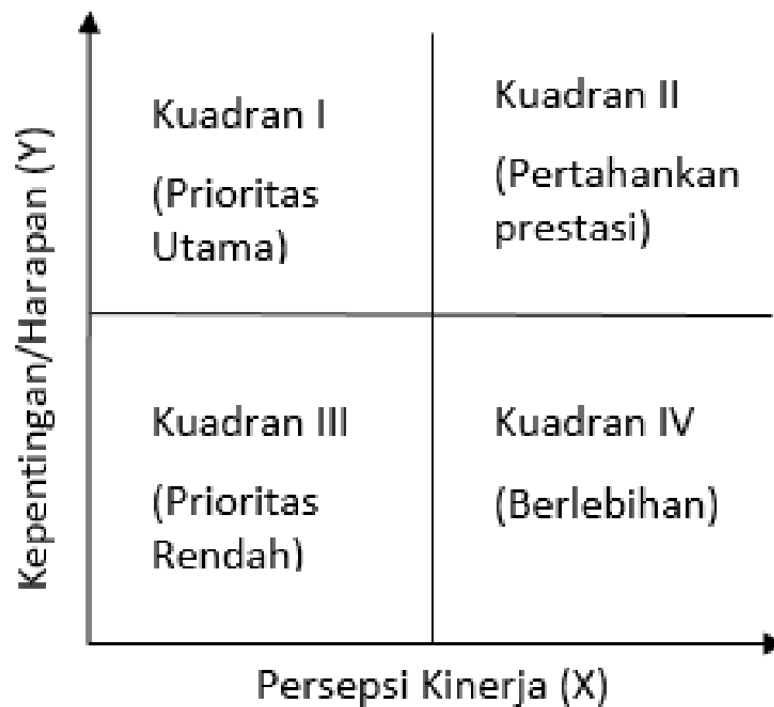 Kepentingan/Harapan (Y)
Kuadran I
(Prioritas
Utama)
Kuadran II
(Pertahankan
prestasi)
Kuadran III
(Prioritas
Rendah)
Kuadran IV
(Berlebihan)
Persepsi Kinerja (X)